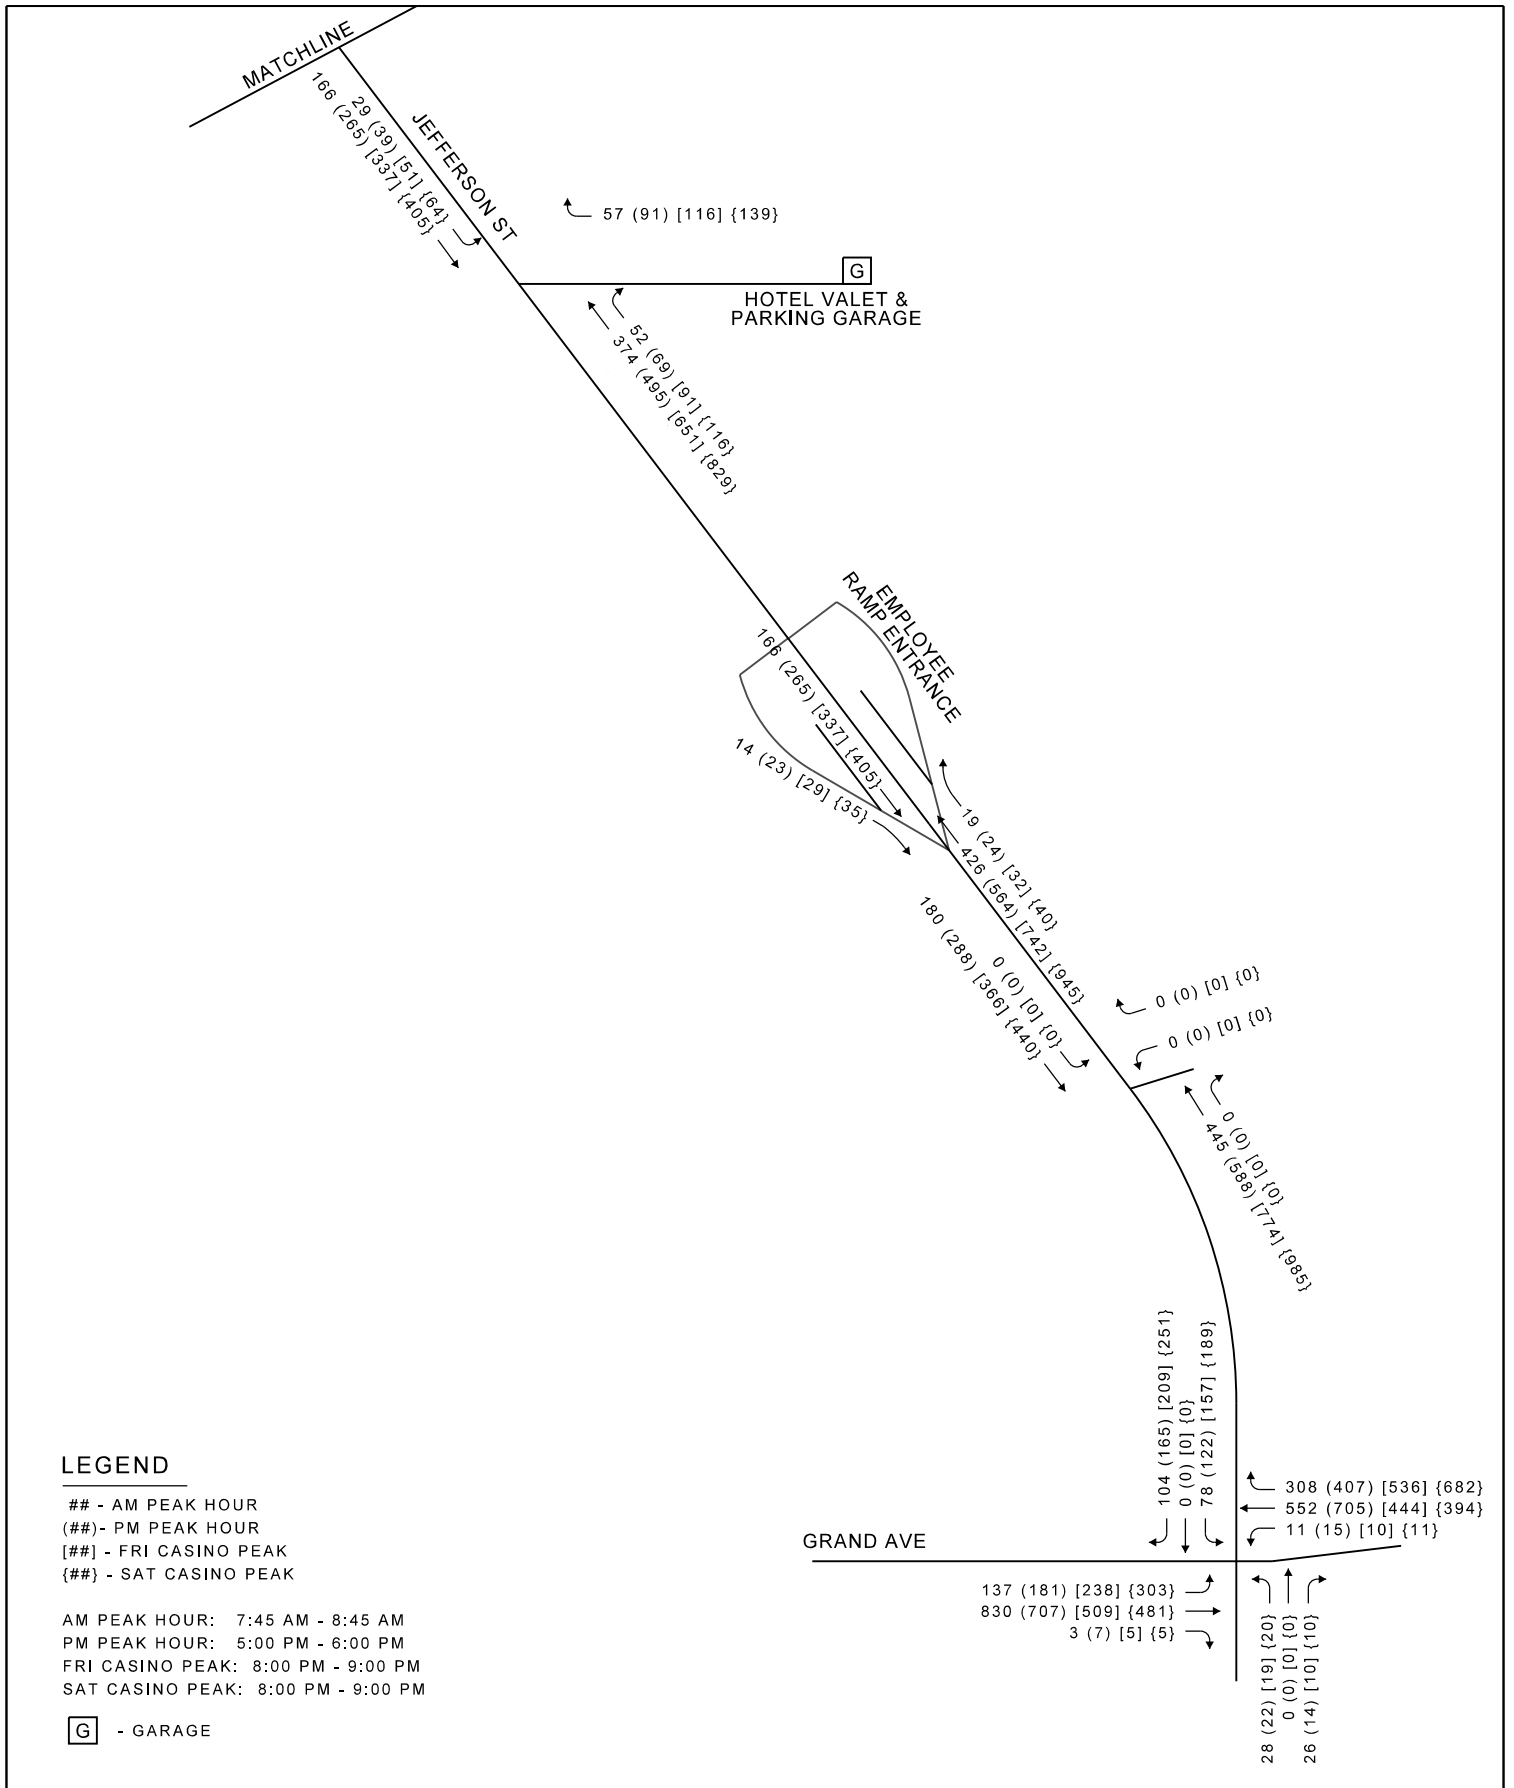 MATCHLINE
29 (39) [51] {64}
166 (265) [337] {405}
JEFFERSON ST
57 (91) [116] {139}
G
HOTEL VALET &
PARKING GARAGE
52 (69) [91] {116}
374 (495) [651] {829}
EMPLOYEE
RAMP ENTRANCE
166 (265) [337] {405}
14 (23) [29] {35}
19 (24) [32] {40}
426 (564) [742] {945}
0 (0) [0] {0}
180 (288) [366] {440}
0 (0) [0] {0}
0 (0) [0] {0}
0 (0) [0] {0}
445 (588) [774] {985}
104 (165) [209] {251}
0 (0) [0] {0}
78 (122) [157] {189}
308 (407) [536] {682}
552 (705) [444] {394}
11 (15) [10] {11}
GRAND AVE
137 (181) [238] {303}
830 (707) [509] {481}
3 (7) [5] {5}
28 (22) [19] {20}
0 (0) [0] {0}
26 (14) [10] {10}
LEGEND
## - AM PEAK HOUR
(##)- PM PEAK HOUR
[##] - FRI CASINO PEAK
{##} - SAT CASINO PEAK
AM PEAK HOUR: 7:45 AM - 8:45 AM
PM PEAK HOUR: 5:00 PM - 6:00 PM
FRI CASINO PEAK: 8:00 PM - 9:00 PM
SAT CASINO PEAK: 8:00 PM - 9:00 PM
G - GARAGE